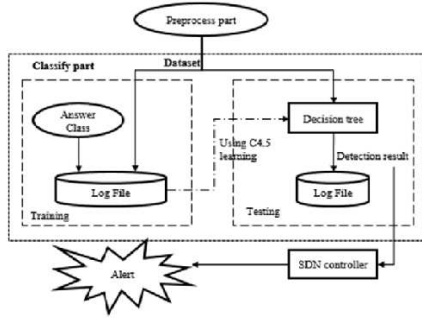 Preprocess part
Classify part
Dataset
Answer
Class
Decision tree
Using C4.5
learning
Detection result
Log File
Log File
Training
Testing
Alert
SDN controller